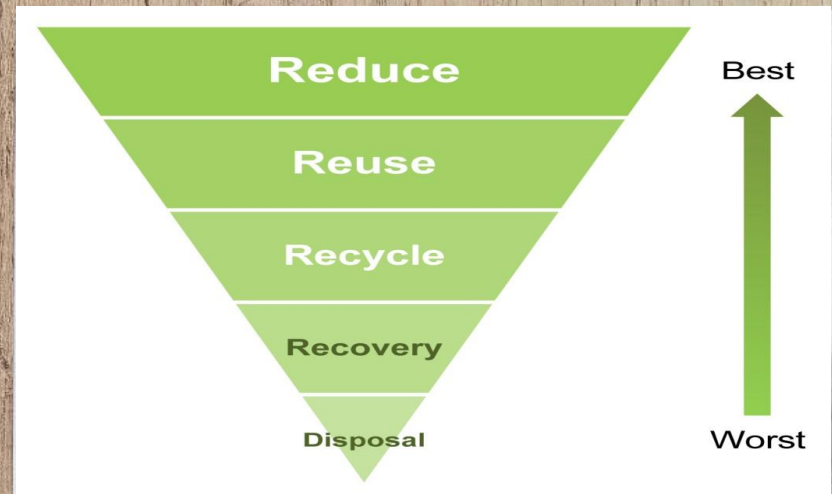 Reduce
Best
Reuse
Recycle
Recovery
Disposal
Worst